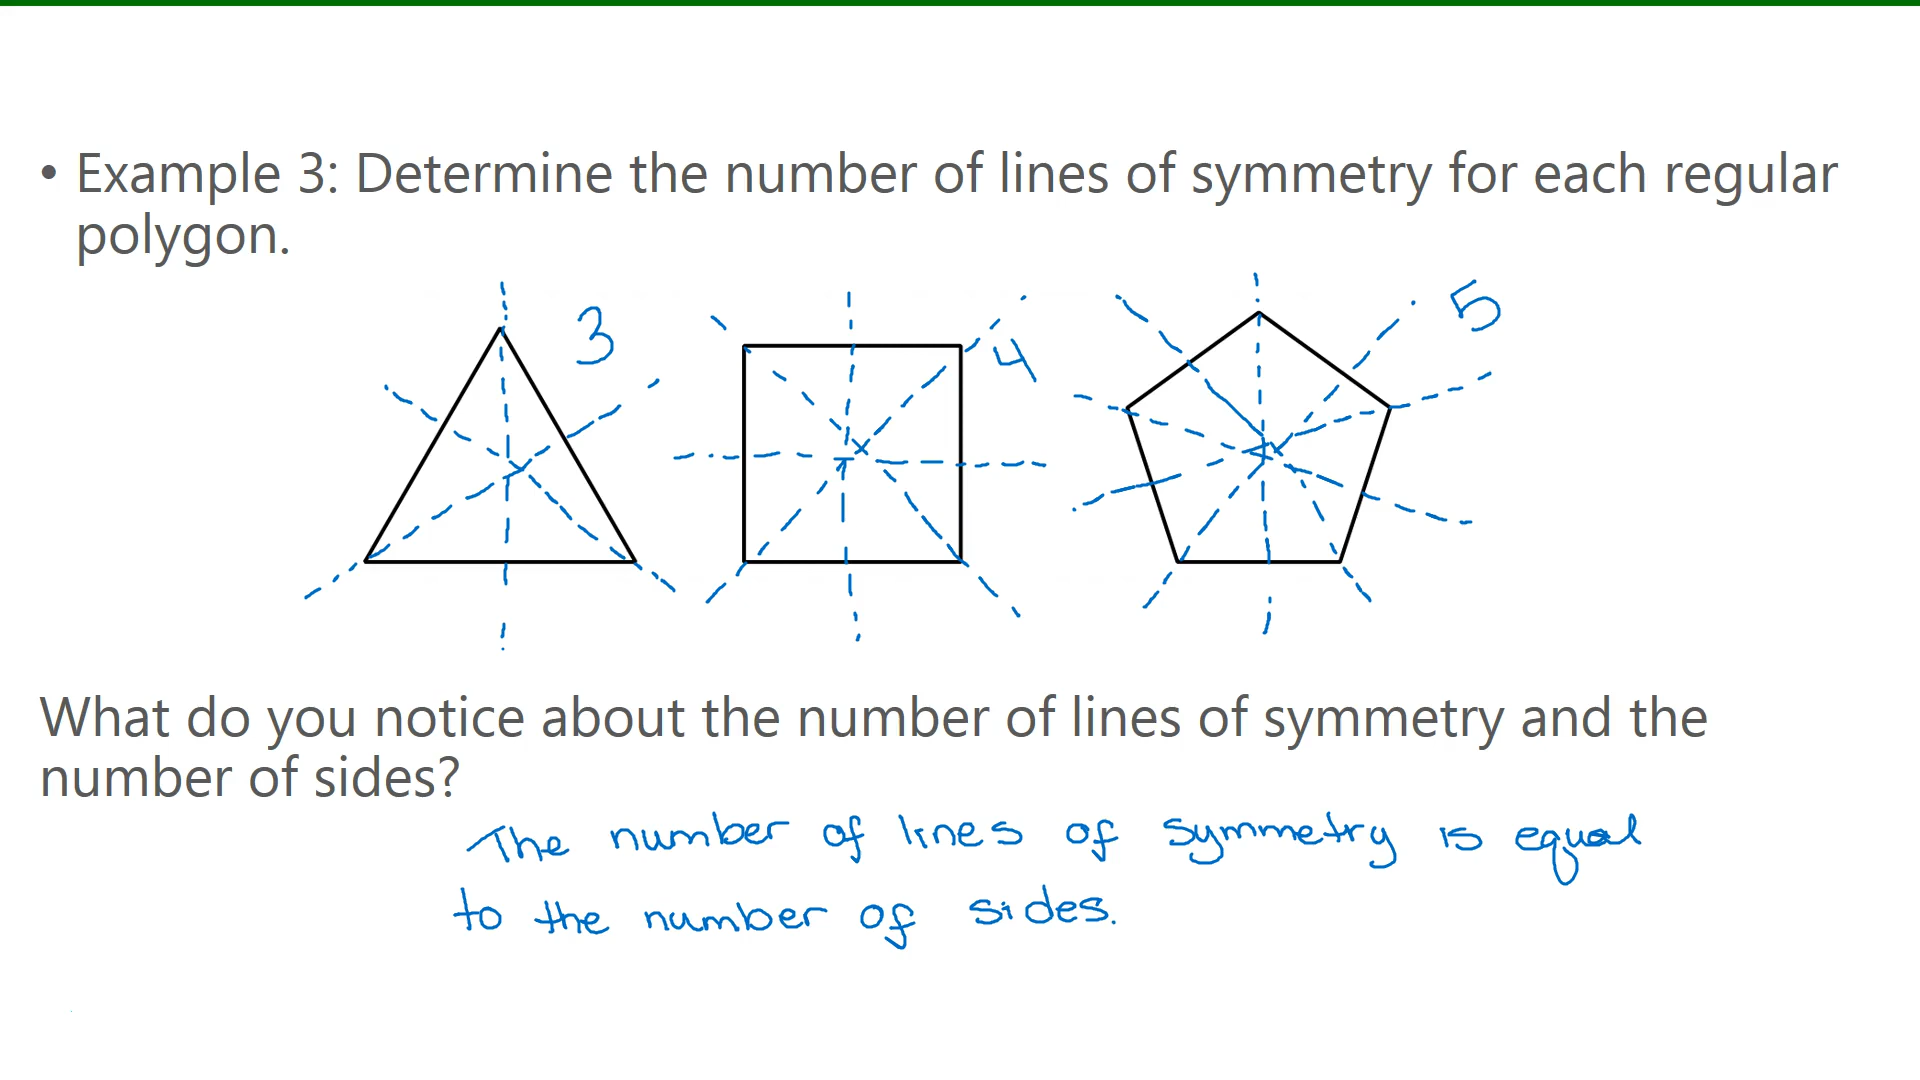 • Example 3: Determine the number of lines of symmetry for each regular
polygon.
3
4
5
What do you notice about the number of lines of symmetry and the
number of sides?
The number of lines of symmetry is equal
to the number of sides.